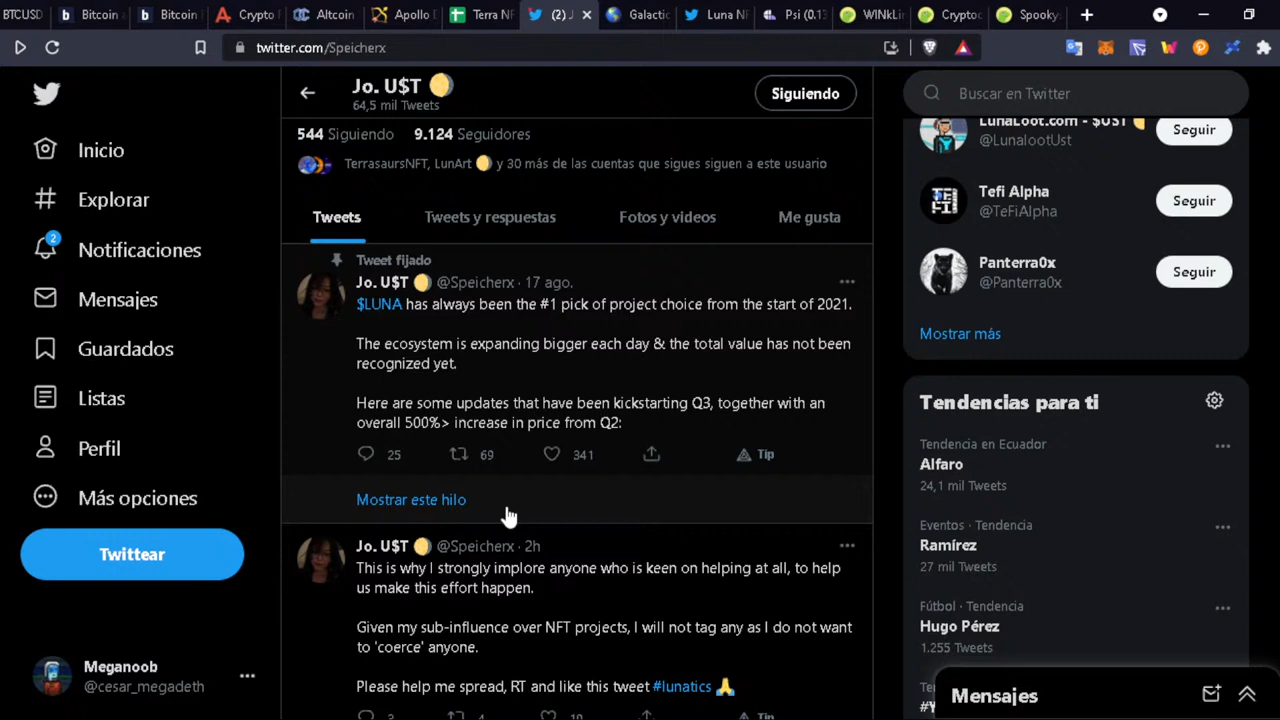 BTCUSD
Bitcoin
Bitcoin
Crypto
Altcoin
Apollo
Terra NF
(2) J
Galactic
Luna NF
Psi (0.13
WINkLin
Cryptoc
Spooky
twitter.com/Speicherx
Inicio
Explorar
2
Notificaciones
Mensajes
Guardados
Listas
Perfil
Más opciones
Twittear
Meganoob
@cesar_megadeth
Jo. U$T
64,5 mil Tweets
Siguiendo
544 Siguiendo 9.124 Seguidores
TerrasaursNFT, LunArt y 30 más de las cuentas que sigues siguen a este usuario
Tweets Tweets y respuestas Fotos y videos Me gusta
Tweet fijado
Jo. U$T @Speicherx · 17 ago.
$LUNA has always been the #1 pick of project choice from the start of 2021.
The ecosystem is expanding bigger each day & the total value has not been
recognized yet.
Here are some updates that have been kickstarting Q3, together with an
overall 500%> increase in price from Q2:
25 69 341 Tip
Mostrar este hilo
Jo. U$T @Speicherx · 2h
This is why I strongly implore anyone who is keen on helping at all, to help
us make this effort happen.
Given my sub-influence over NFT projects, I will not tag any as I do not want
to 'coerce' anyone.
Please help me spread, RT and like this tweet #lunatics
3 4 19 Tip
Buscar en Twitter
LunaLoot.com - $UST
@LunalootUst
Seguir
Tefi Alpha
@TeFiAlpha
Seguir
Panterra0x
@Panterra0x
Seguir
Mostrar más
Tendencias para ti
Tendencia en Ecuador
Alfaro
24,1 mil Tweets
Eventos · Tendencia
Ramírez
27 mil Tweets
Fútbol · Tendencia
Hugo Pérez
1.255 Tweets
Mensajes